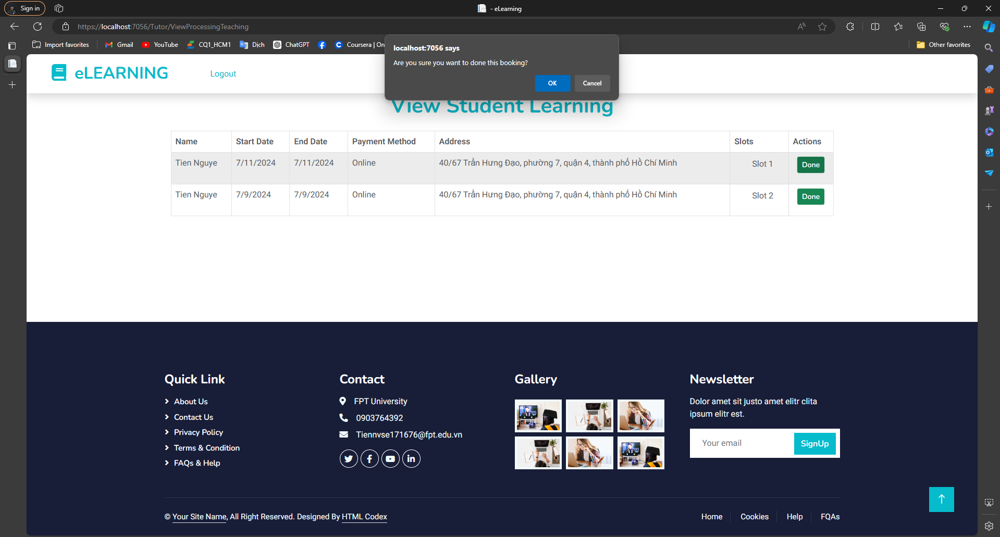 Sign in
- eLearning
https://localhost:7056/Tutor/ViewProcessingTeaching
Import favorites
Gmail
YouTube
CQ1_HCM1
Dịch
ChatGPT
Coursera | On
Other favorites
localhost:7056 says
Are you sure you want to done this booking?
OK
Cancel
eLEARNING
Logout
View Student Learning
Name Start Date End Date Payment Method Address Slots Actions
Tien Nguye 7/11/2024 7/11/2024 Online 40/67 Trần Hưng Đạo, phường 7, quận 4, thành phố Hồ Chí Minh Slot 1 Done
Tien Nguye 7/9/2024 7/9/2024 Online 40/67 Trần Hưng Đạo, phường 7, quận 4, thành phố Hồ Chí Minh Slot 2 Done
Quick Link
About Us
Contact Us
Privacy Policy
Terms & Condition
FAQs & Help
Contact
FPT University
0903764392
Tiennvse171676@fpt.edu.vn
Gallery
Newsletter
Dolor amet sit justo amet elitr clita
ipsum elitr est.
Your email
SignUp
© Your Site Name, All Right Reserved. Designed By HTML Codex
Home
Cookies
Help
FQAs